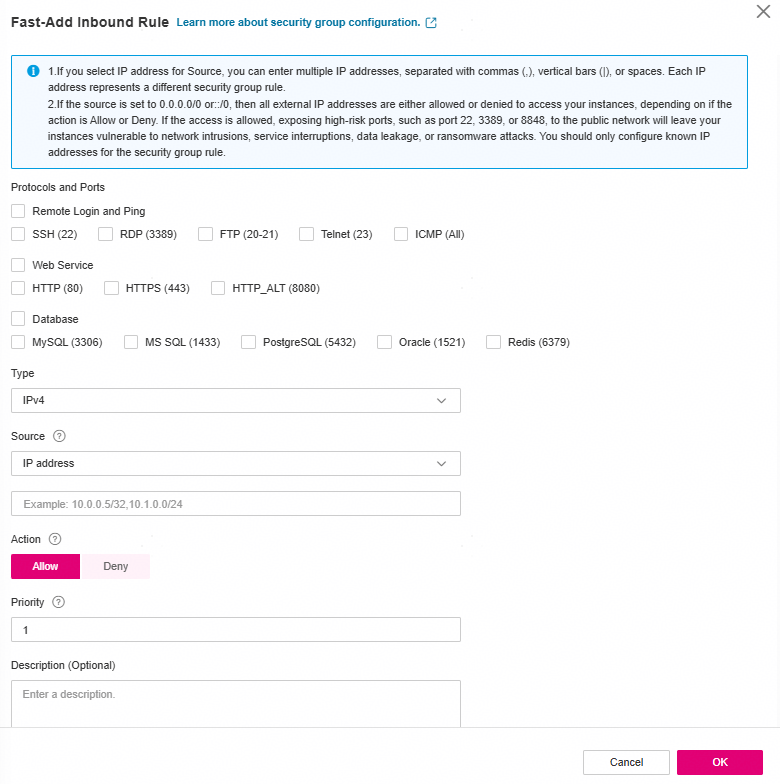 Fast-Add Inbound Rule Learn more about security group configuration.
1.If you select IP address for Source, you can enter multiple IP addresses, separated with commas (,), vertical bars (|), or spaces. Each IP
address represents a different security group rule.
2.If the source is set to 0.0.0.0/0 or::/0, then all external IP addresses are either allowed or denied to access your instances, depending on if the
action is Allow or Deny. If the access is allowed, exposing high-risk ports, such as port 22, 3389, or 8848, to the public network will leave your
instances vulnerable to network intrusions, service interruptions, data leakage, or ransomware attacks. You should only configure known IP
addresses for the security group rule.
Protocols and Ports
Remote Login and Ping
SSH (22) RDP (3389) FTP (20-21) Telnet (23) ICMP (All)
Web Service
HTTP (80) HTTPS (443) HTTP_ALT (8080)
Database
MySQL (3306) MS SQL (1433) PostgreSQL (5432) Oracle (1521) Redis (6379)
Type
IPv4
Source ?
IP address
Example: 10.0.0.5/32,10.1.0.0/24
Action ?
Allow Deny
Priority ?
1
Description (Optional)
Enter a description.
Cancel OK